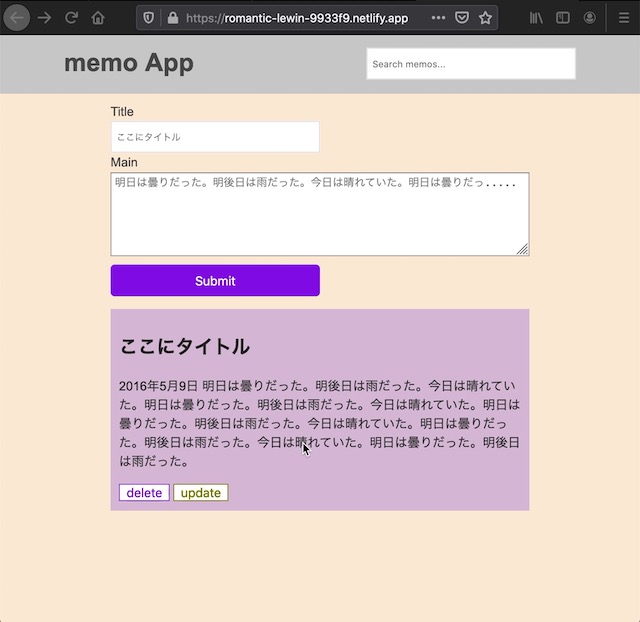 https://romantic-lewin-9933f9.netlify.app
memo App
Search memos...
Title
ここにタイトル
Main
明日は曇りだった。明後日は雨だった。今日は晴れていた。明日は曇りだっ.....
Submit
ここにタイトル
2016年5月9日 明日は曇りだった。明後日は雨だった。今日は晴れてい
た。明日は曇りだった。明後日は雨だった。今日は晴れていた。明日は
曇りだった。明後日は雨だった。今日は晴れていた。明日は曇りだっ
た。明後日は雨だった。今日は晴れていた。明日は曇りだった。明後日
は雨だった。
delete update